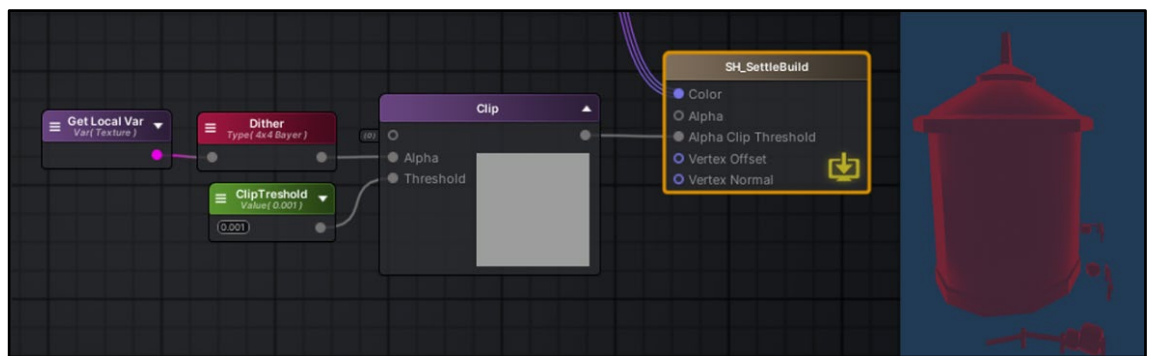 Get Local Var
Var( Texture )
Dither
Type( 4x4 Bayer )
ClipTreshold
Value( 0.001 )
0.001
Clip
(0)
Alpha
Threshold
SH_SettleBuild
Color
Alpha
Alpha Clip Threshold
Vertex Offset
Vertex Normal